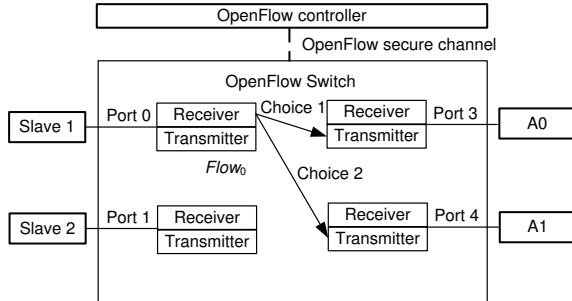 OpenFlow controller
OpenFlow secure channel
OpenFlow Switch
Slave 1
Port 0
Receiver
Transmitter
Choice 1
Receiver
Transmitter
Port 3
A0
Flow0
Choice 2
Slave 2
Port 1
Receiver
Transmitter
Receiver
Transmitter
Port 4
A1